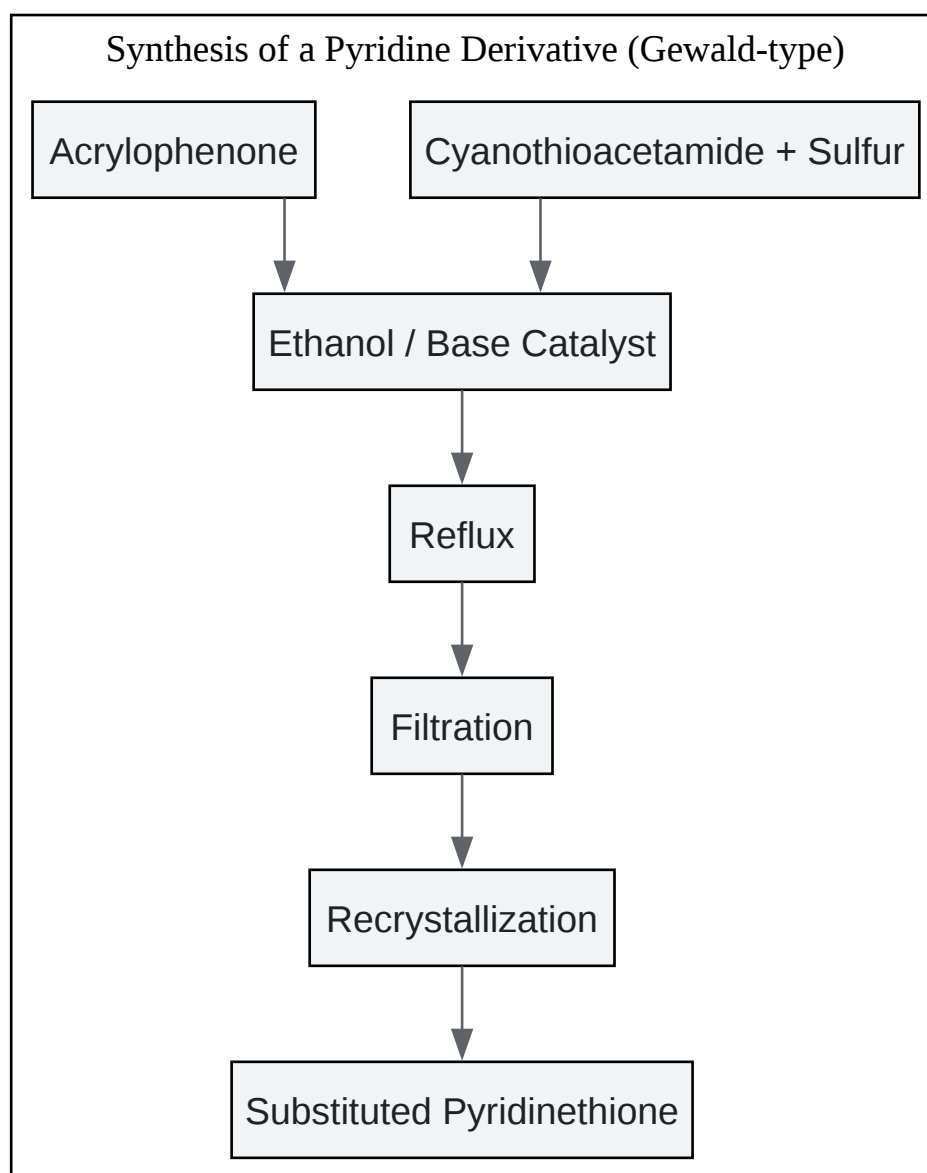 Synthesis of a Pyridine Derivative (Gewald-type)
Acrylophenone
Cyanothioacetamide + Sulfur
Ethanol / Base Catalyst
Reflux
Filtration
Recrystallization
Substituted Pyridinethione